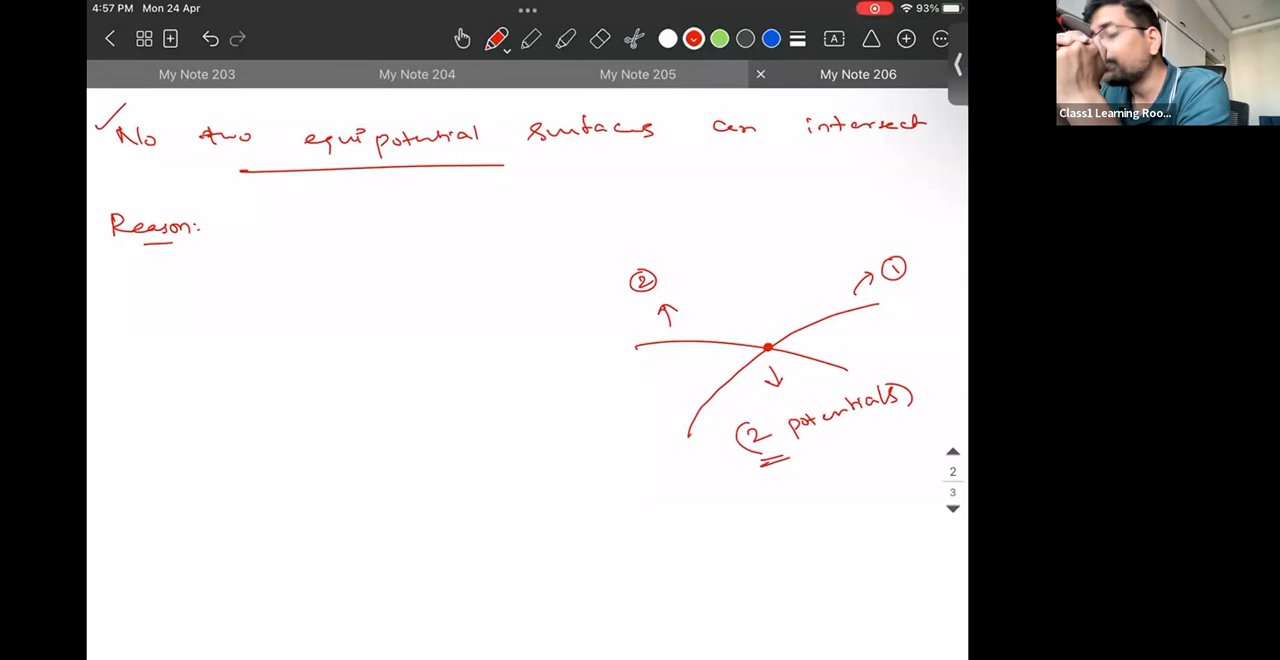 4:57 PM Mon 24 Apr
93%
A
My Note 203
My Note 204
My Note 205
My Note 206
No two equipotential surfaces can intersect
Reason:
2
1
(2 potentials)
2
3
Class1 Learning Roo...